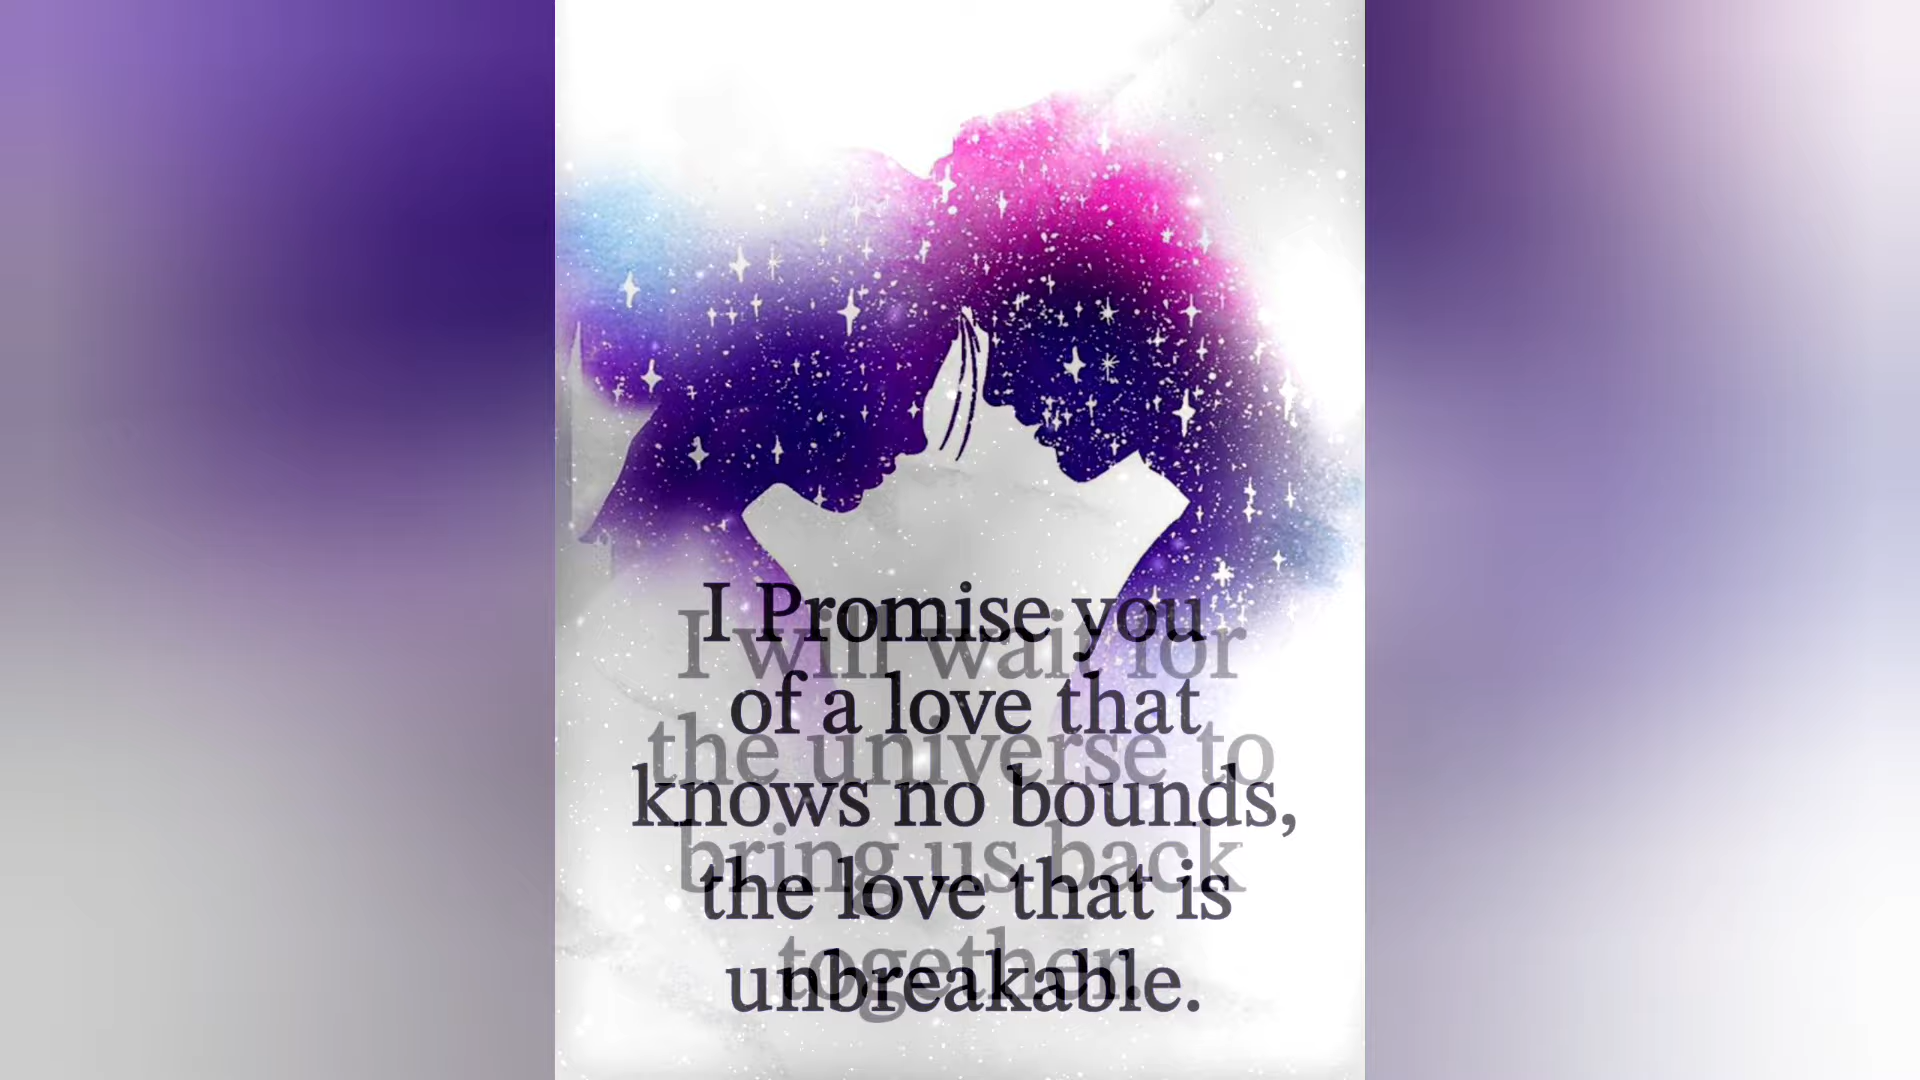 I Promise you
of a love that
knows no bounds,
the love that is
unbreakable.
I will wait for
the universe to
bring us back
together.